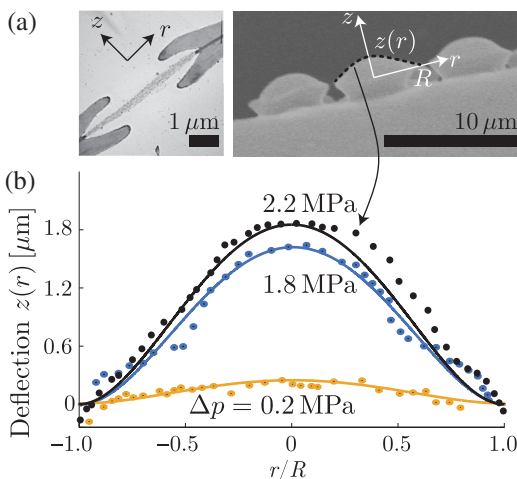 (a)
z
r
1 μm
z
z(r)
r
R
10 μm
(b)
Deflection z(r) [μm]
1.8
1.2
0.6
0
2.2 MPa
1.8 MPa
Δp = 0.2 MPa
-1.0
-0.5
0
0.5
1.0
r/R